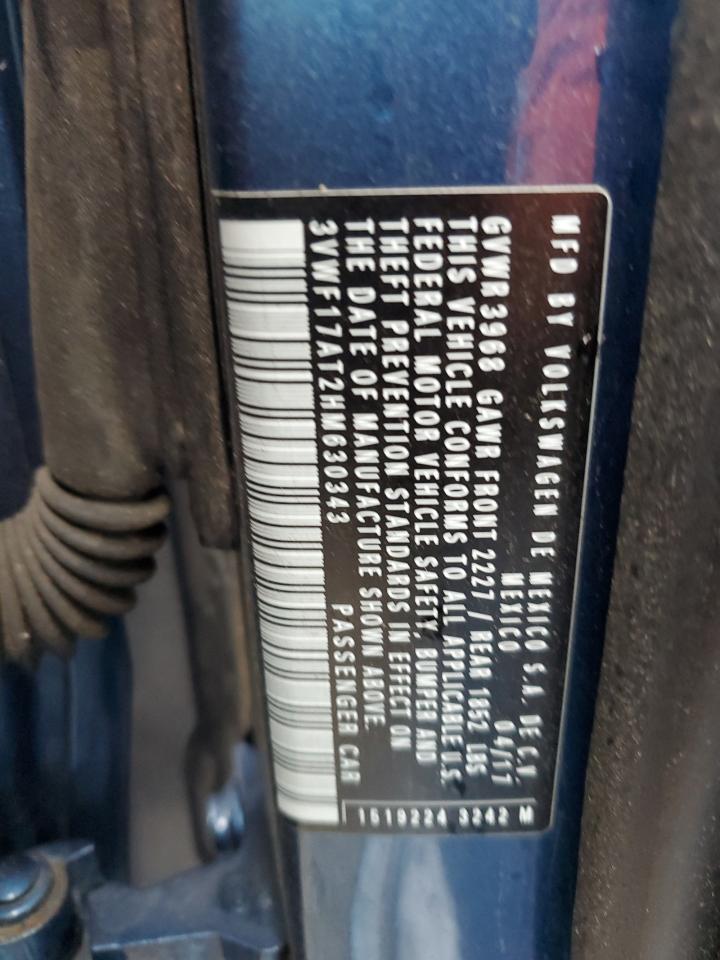 MFD BY VOLKSWAGEN DE MEXICO S.A. DE C.V.
MEXICO 04/17
GVWR 3968 GAWR FRONT 2227 / REAR 1852 LBS
THIS VEHICLE CONFORMS TO ALL APPLICABLE U.S.
FEDERAL MOTOR VEHICLE SAFETY, BUMPER AND
THEFT PREVENTION STANDARDS IN EFFECT ON
THE DATE OF MANUFACTURE SHOWN ABOVE.
3VWF17AT2HM630343 PASSENGER CAR
1519224 3242 M